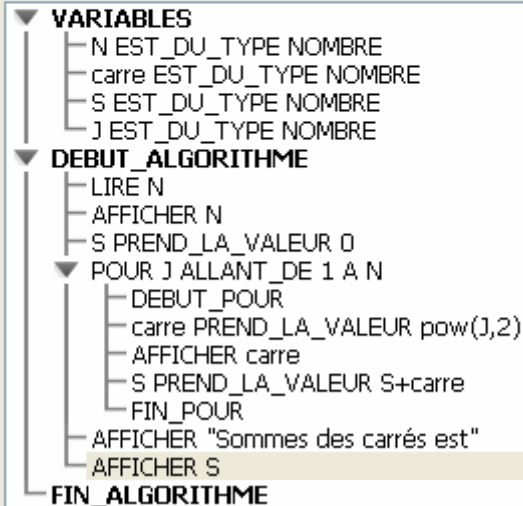 VARIABLES
N EST_DU_TYPE NOMBRE
carre EST_DU_TYPE NOMBRE
S EST_DU_TYPE NOMBRE
J EST_DU_TYPE NOMBRE
DEBUT_ALGORITHME
LIRE N
AFFICHER N
S PREND_LA_VALEUR 0
POUR J ALLANT_DE 1 A N
DEBUT_POUR
carre PREND_LA_VALEUR pow(J,2)
AFFICHER carre
S PREND_LA_VALEUR S+carre
FIN_POUR
AFFICHER "Sommes des carrés est"
AFFICHER S
FIN_ALGORITHME